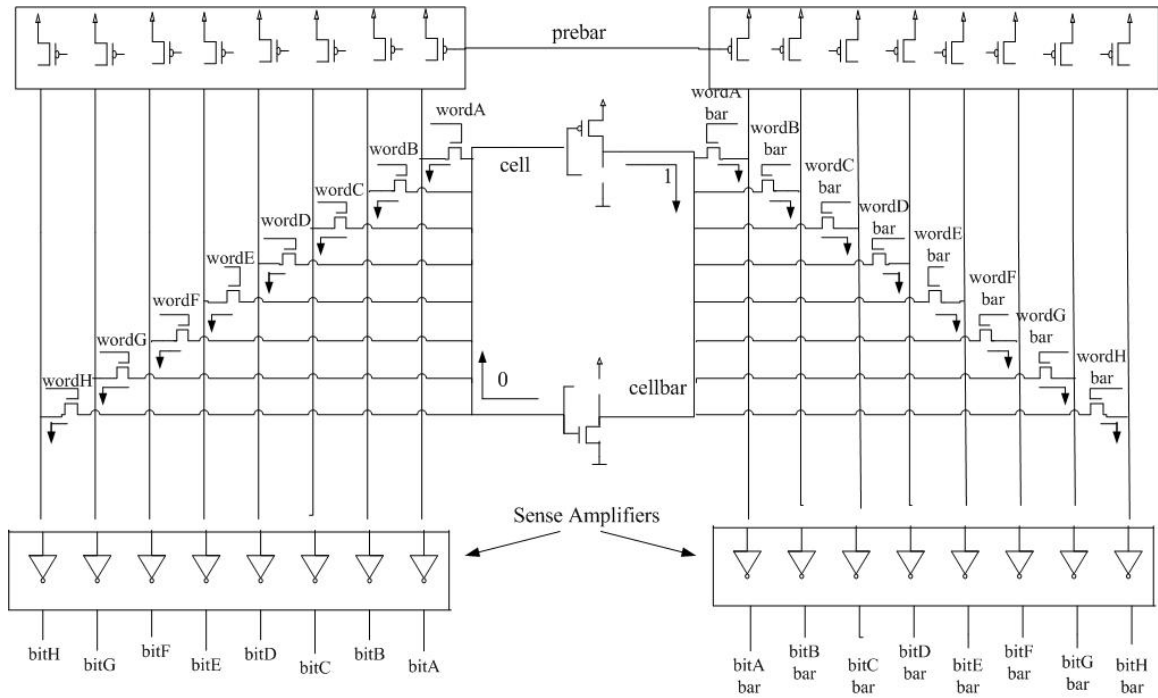 prebar
wordA
wordA
bar
wordB
wordB
bar
cell
1
wordC
wordC
bar
wordD
wordD
bar
wordE
wordE
bar
wordF
wordF
bar
wordG
wordG
bar
wordH
0
cellbar
wordH
bar
Sense Amplifiers
bitH
bitG
bitF
bitE
bitD
bitC
bitB
bitA
bitA
bar
bitB
bar
bitC
bar
bitD
bar
bitE
bar
bitF
bar
bitG
bar
bitH
bar